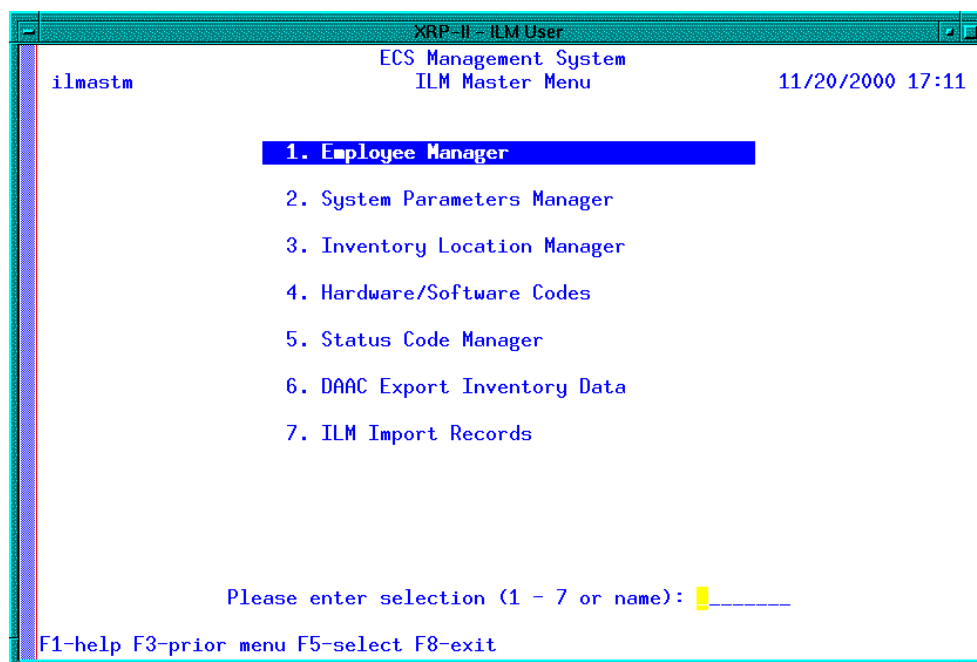 XRP-II - ILM User
ECS Management System
ilmastm ILM Master Menu 11/20/2000 17:11
1. Employee Manager
2. System Parameters Manager
3. Inventory Location Manager
4. Hardware/Software Codes
5. Status Code Manager
6. DAAC Export Inventory Data
7. ILM Import Records
Please enter selection (1 - 7 or name): ________
F1-help F3-prior menu F5-select F8-exit